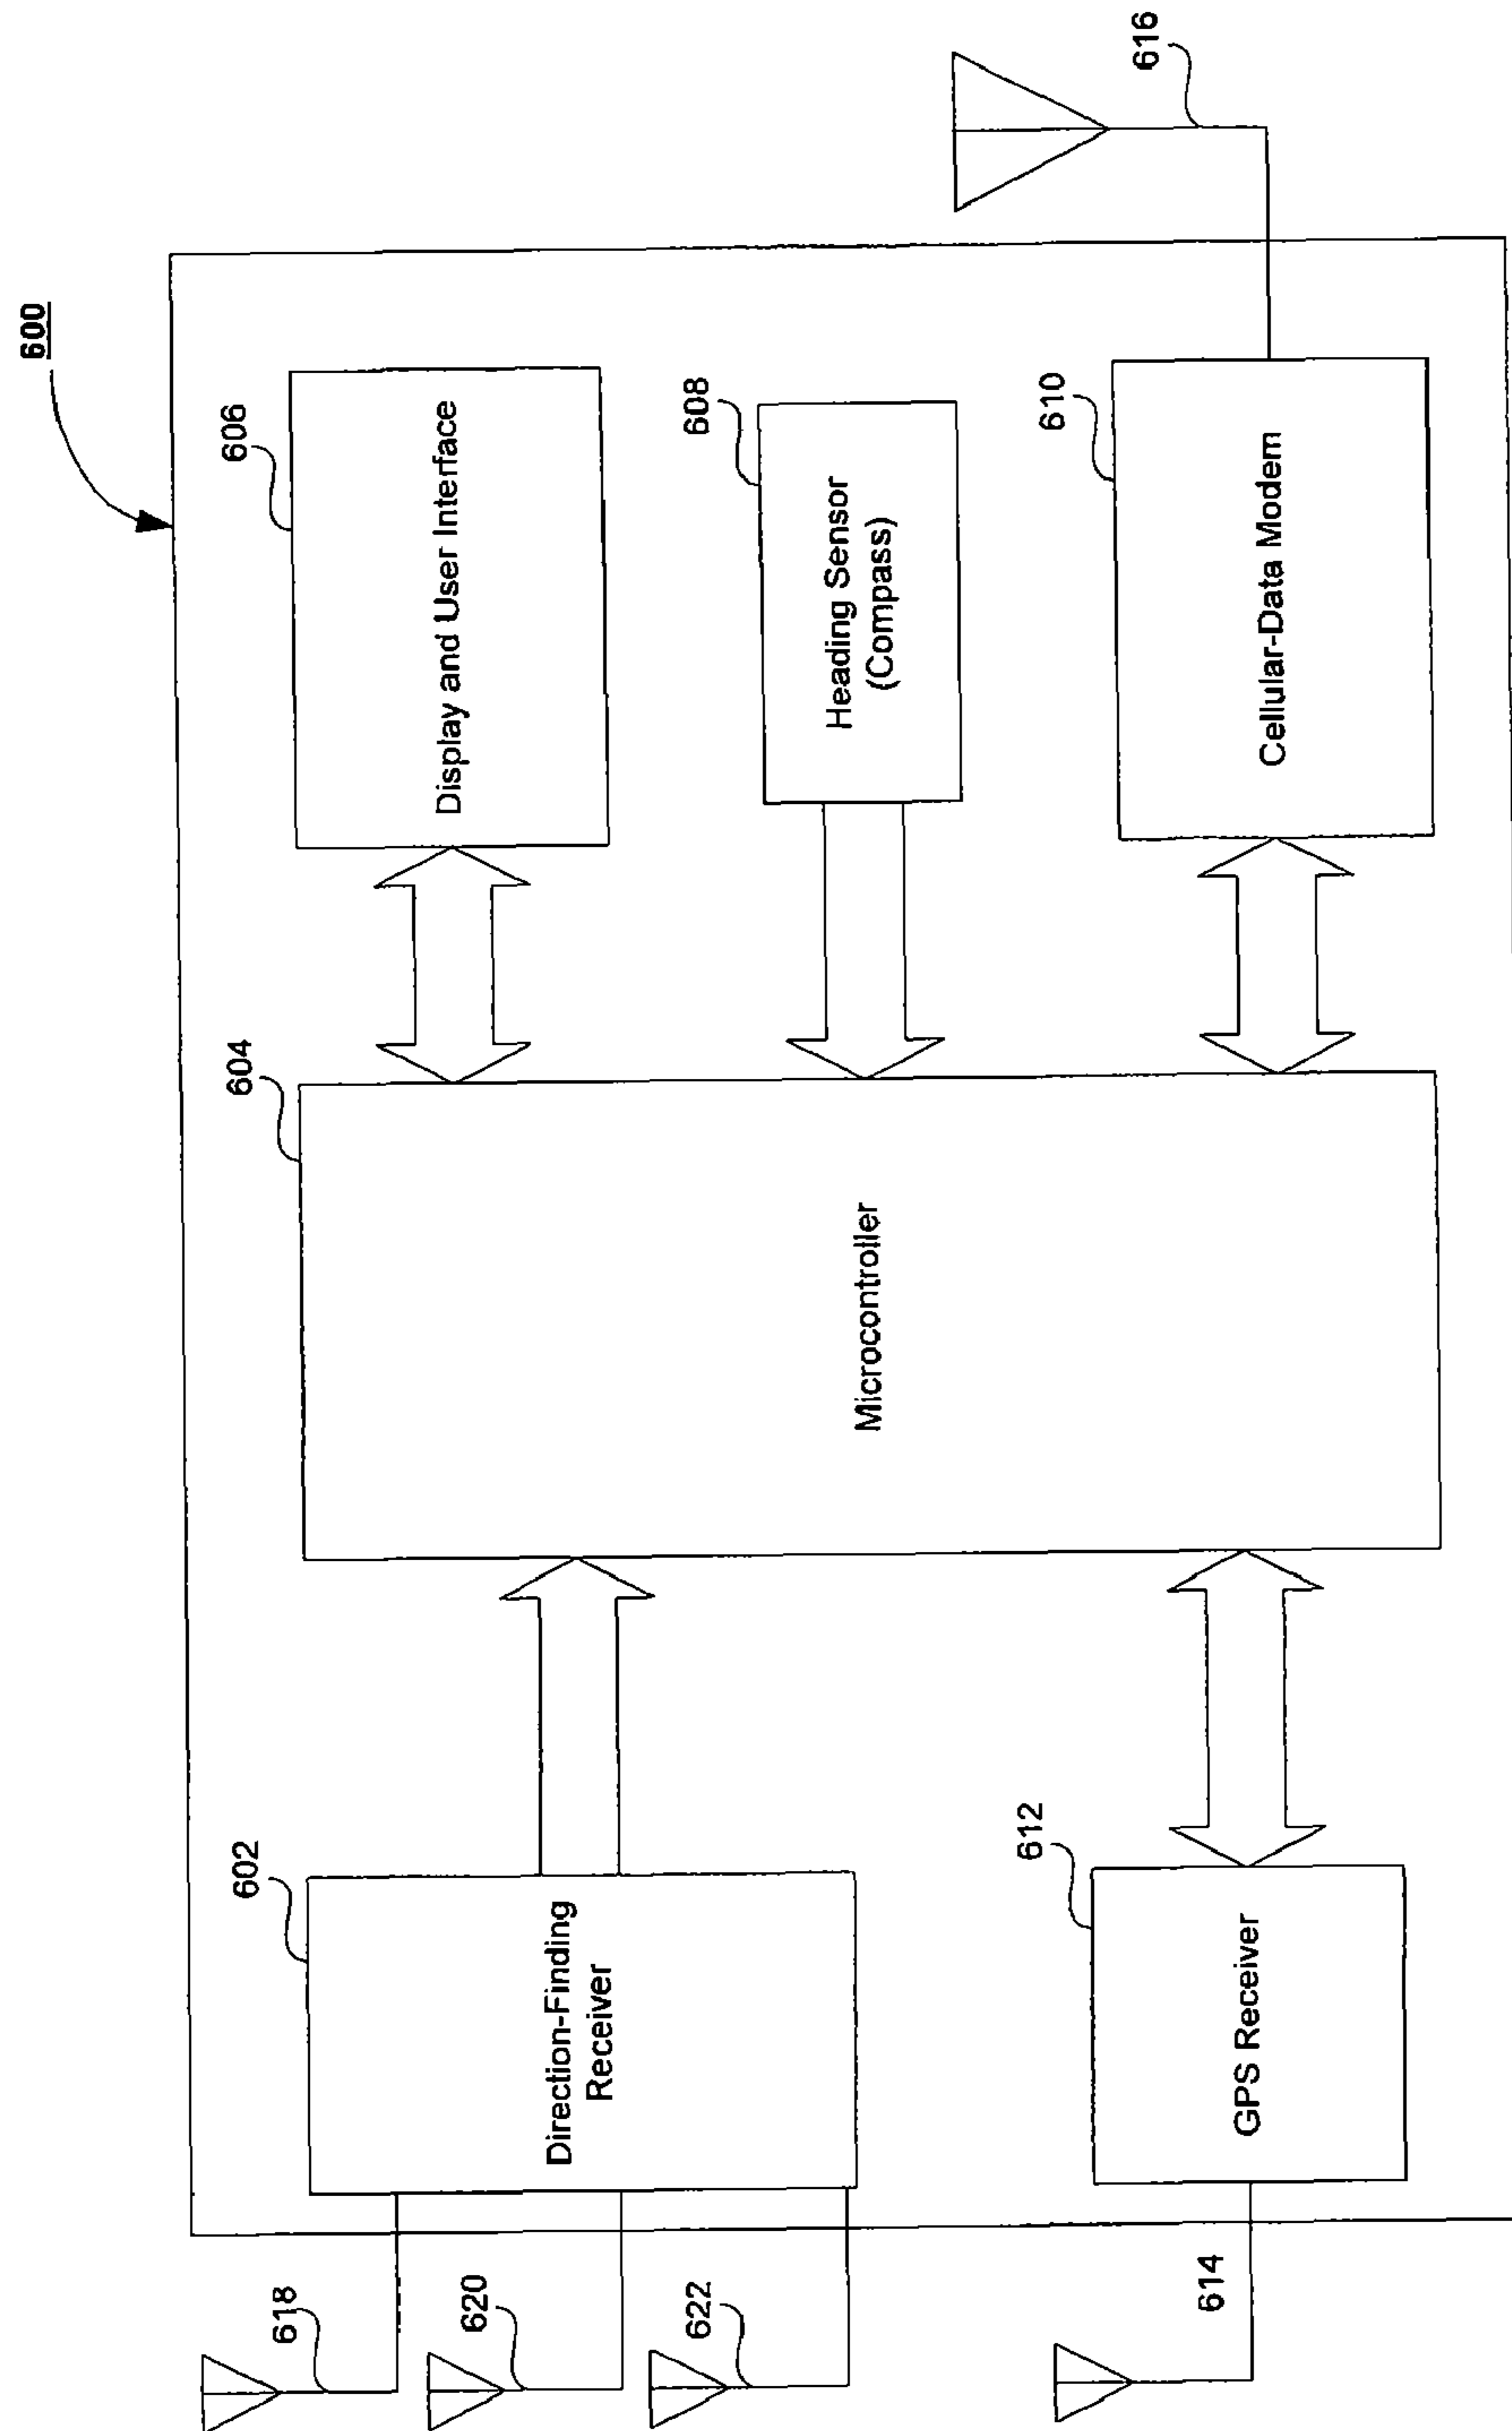 600
606
Display and User Interface
608
Heading Sensor
(Compass)
610
Cellular-Data Modem
616
604
Microcontroller
602
Direction-Finding
Receiver
612
GPS Receiver
618
620
622
614